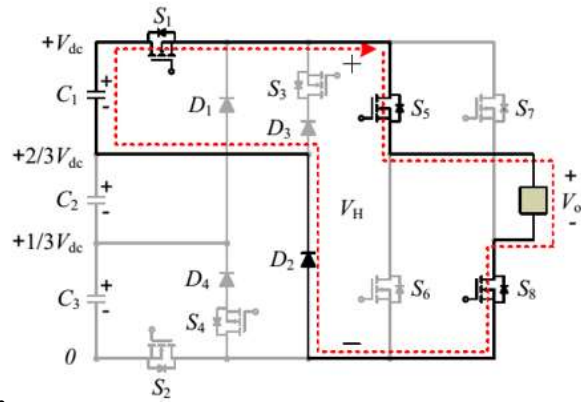 S1
+Vdc
+
+
C1
-
D1
S3
D3
S5
S7
+2/3Vdc
+
C2
-
VH
+
Vo
-
+1/3Vdc
D2
+
C3
-
D4
S4
S6
S8
0
S2
−